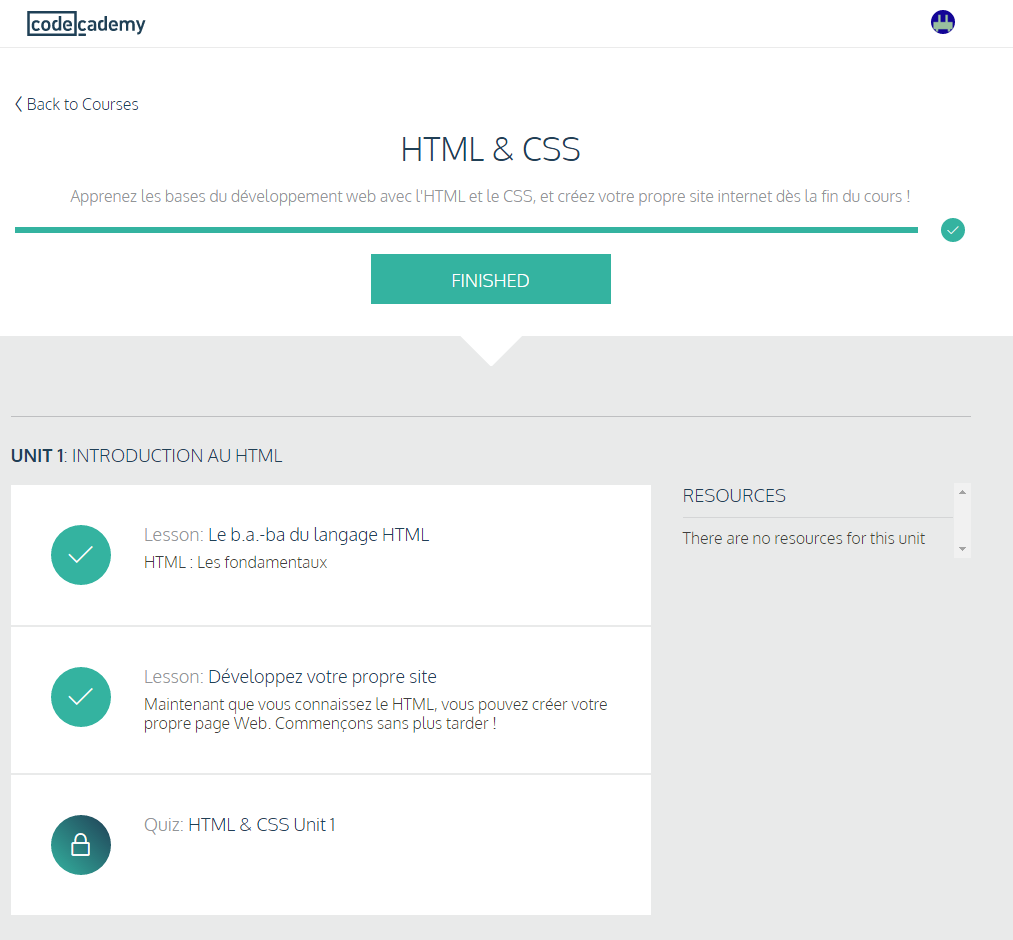 codecademy
Back to Courses
HTML & CSS
Apprenez les bases du développement web avec l'HTML et le CSS, et créez votre propre site internet dès la fin du cours !
FINISHED
UNIT 1: INTRODUCTION AU HTML
Lesson: Le b.a.-ba du langage HTML
HTML : Les fondamentaux
Lesson: Développez votre propre site
Maintenant que vous connaissez le HTML, vous pouvez créer votre
propre page Web. Commençons sans plus tarder !
Quiz: HTML & CSS Unit 1
RESOURCES
There are no resources for this unit